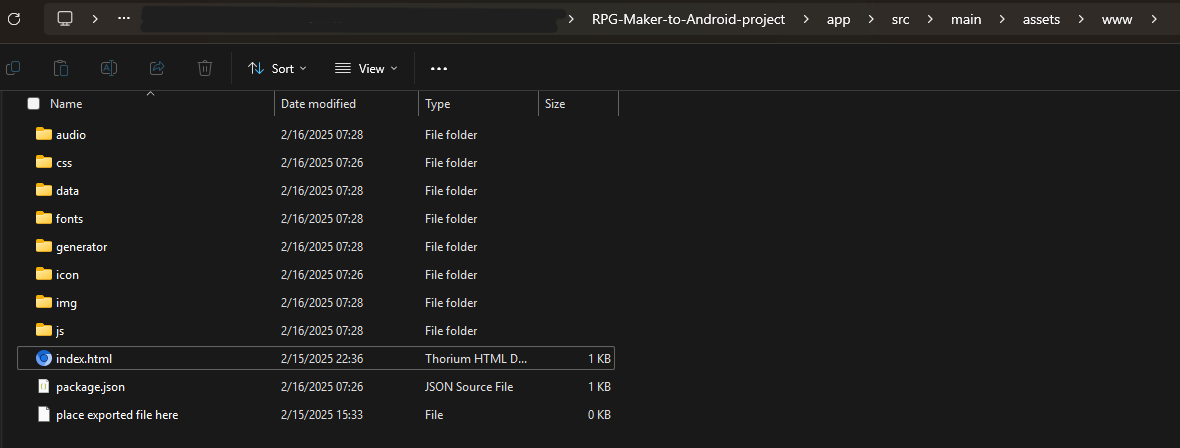 … RPG-Maker-to-Android-project app src main assets www
Sort View
Name Date modified Type Size
audio 2/16/2025 07:28 File folder
css 2/16/2025 07:26 File folder
data 2/16/2025 07:28 File folder
fonts 2/16/2025 07:28 File folder
generator 2/16/2025 07:28 File folder
icon 2/16/2025 07:26 File folder
img 2/16/2025 07:28 File folder
js 2/16/2025 07:28 File folder
index.html 2/15/2025 22:36 Thorium HTML D... 1 KB
package.json 2/16/2025 07:26 JSON Source File 1 KB
place exported file here 2/15/2025 15:33 File 0 KB